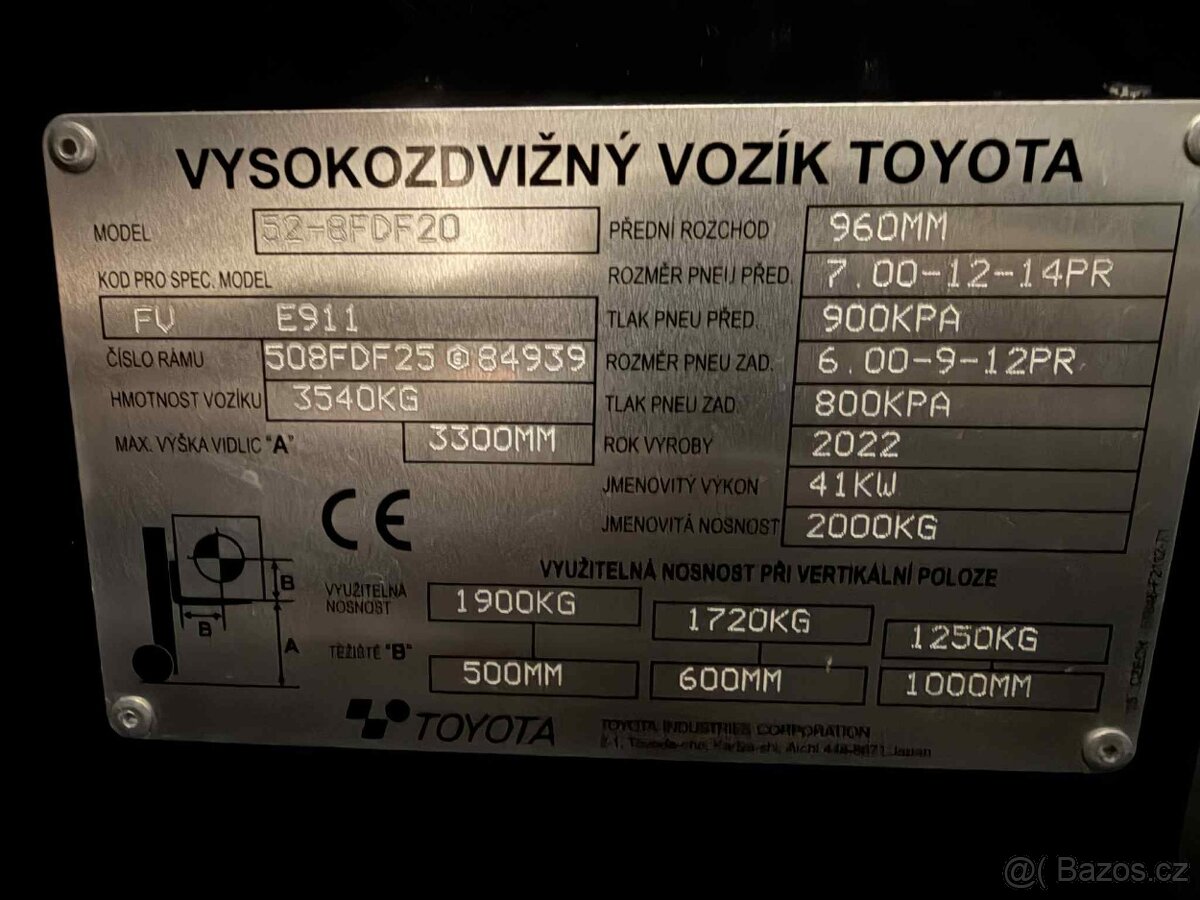 VYSOKOZDVIŽNÝ VOZÍK TOYOTA
MODEL 52-8FDF20
KOD PRO SPEC. MODEL
FV E911
ČÍSLO RÁMU 508FDF25 84939
HMOTNOST VOZÍKU 3540KG
MAX. VÝŠKA VIDLIC "A" 3300MM
PŘEDNÍ ROZCHOD 960MM
ROZMĚR PNEU PŘED. 7.00-12-14PR
TLAK PNEU PŘED. 900KPA
ROZMĚR PNEU ZAD. 6.00-9-12PR
TLAK PNEU ZAD. 800KPA
ROK VÝROBY 2022
JMENOVITÝ VÝKON 41KW
JMENOVITÁ NOSNOST 2000KG
CE
B
B
A
VYUŽITELNÁ NOSNOST PŘI VERTIKÁLNÍ POLOZE
VYUŽITELNÁ
NOSNOST
1900KG 1720KG 1250KG
TĚŽIŠTĚ "B" 500MM 600MM 1000MM
TOYOTA
TOYOTA INDUSTRIES CORPORATION
Aichi Japan
CZECH
@( Bazos.cz